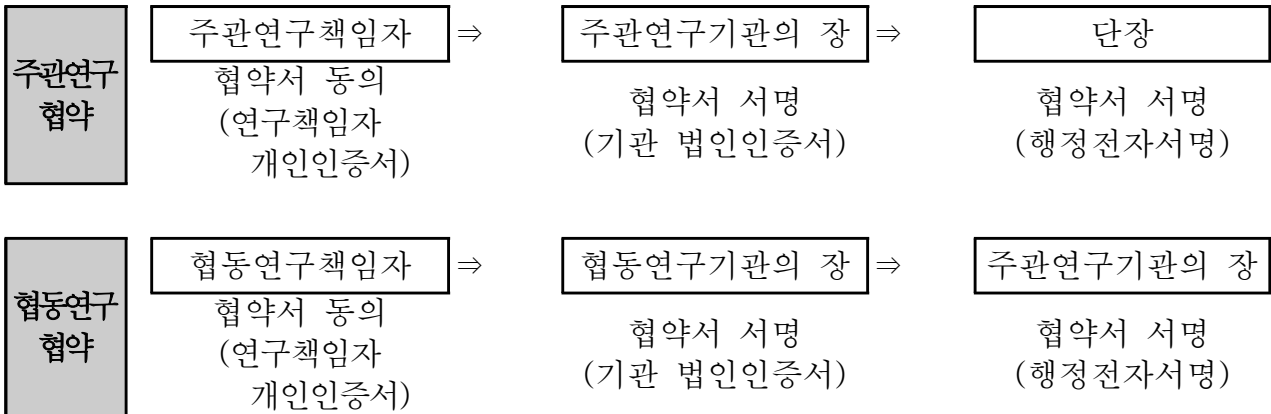 주관연구
협약
주관연구책임자 ⇒ 주관연구기관의 장 ⇒ 단장
협약서 동의
(연구책임자
개인인증서)
협약서 서명
(기관 법인인증서)
협약서 서명
(행정전자서명)
협동연구
협약
협동연구책임자 ⇒ 협동연구기관의 장 ⇒ 주관연구기관의 장
협약서 동의
(연구책임자
개인인증서)
협약서 서명
(기관 법인인증서)
협약서 서명
(행정전자서명)